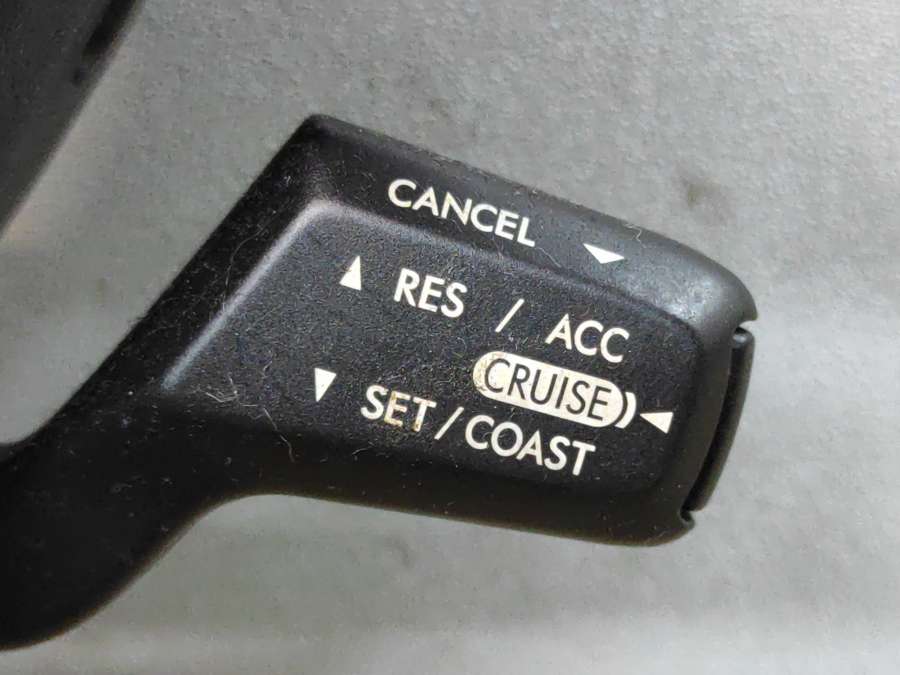 CANCEL
RES / ACC
CRUISE
SET / COAST